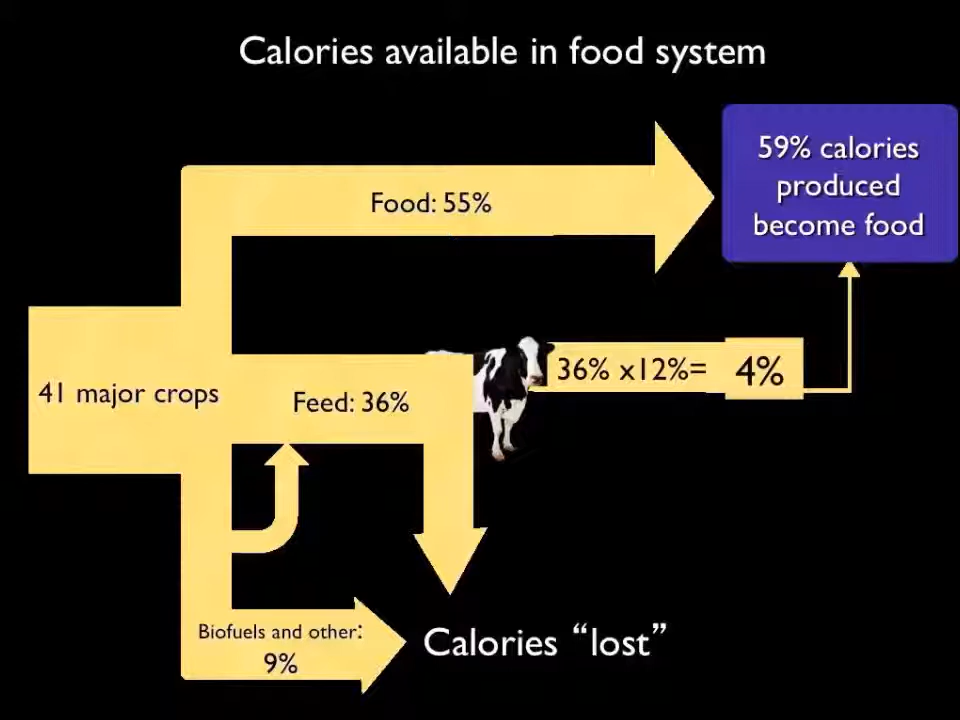 Calories available in food system
59% calories
produced
become food
Food: 55%
36% x12%=
4%
41 major crops
Feed: 36%
Biofuels and other:
9%
Calories “lost”